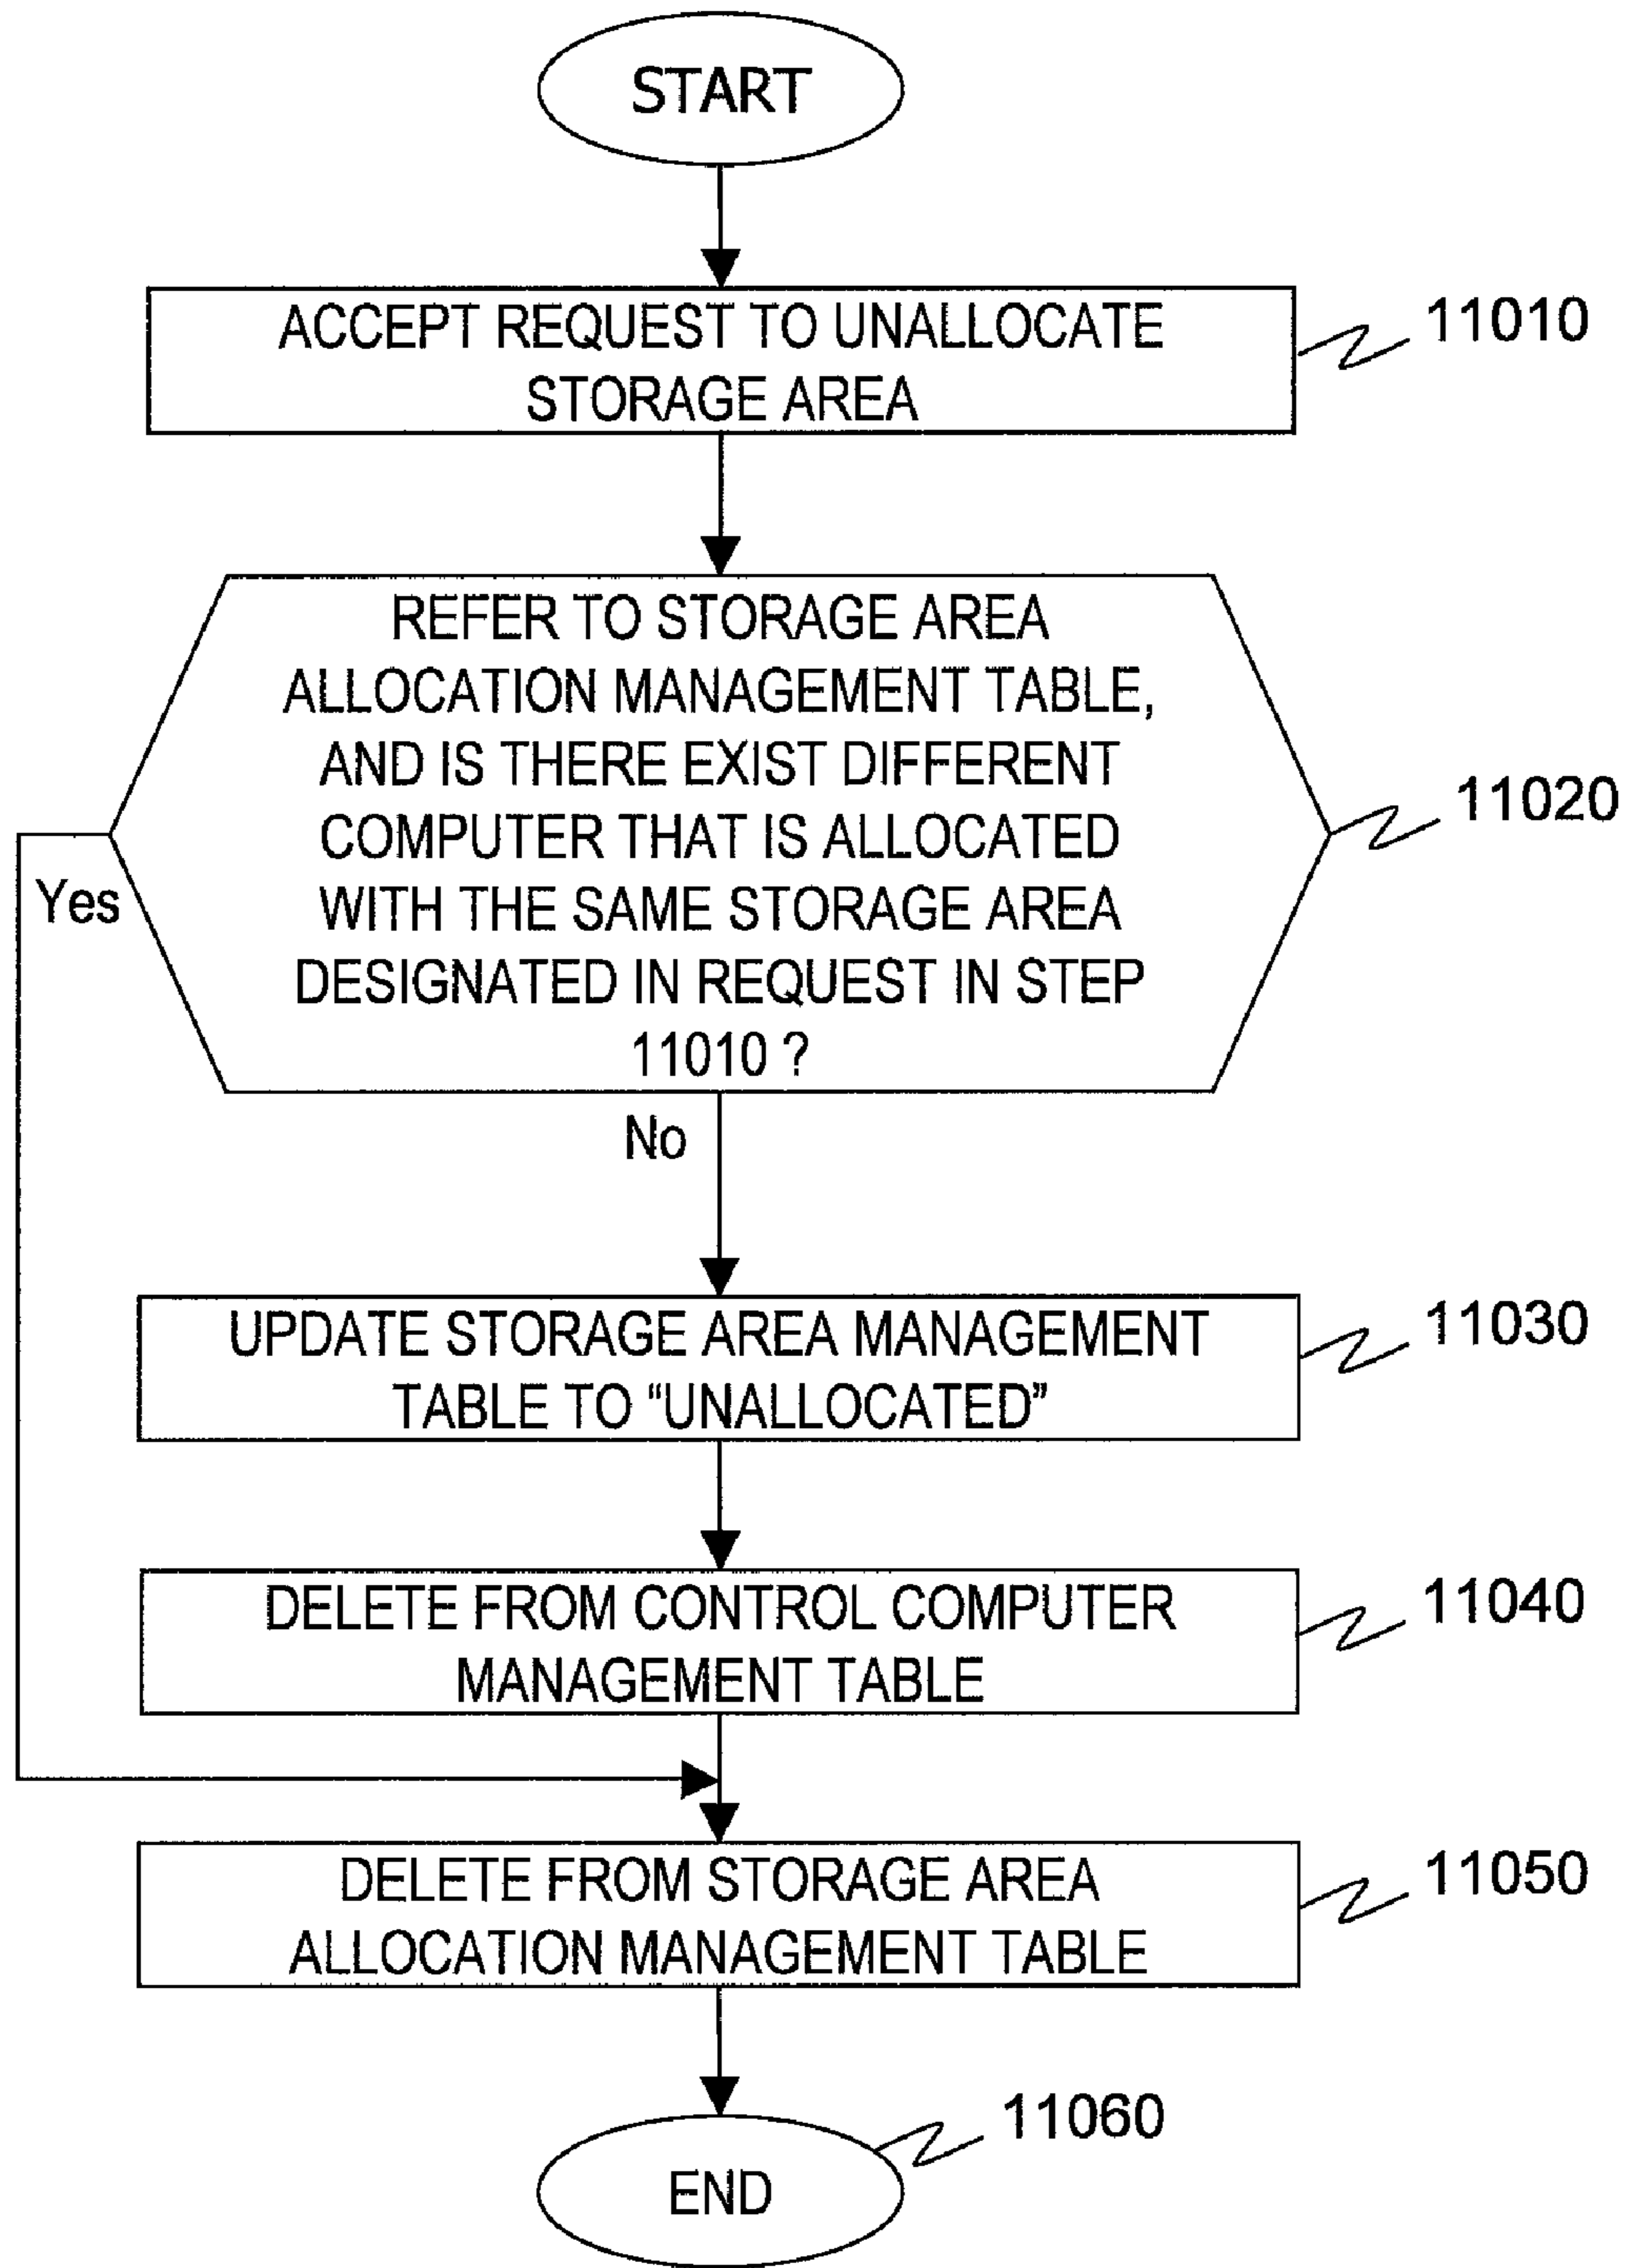 START
ACCEPT REQUEST TO UNALLOCATE
STORAGE AREA
11010
REFER TO STORAGE AREA
ALLOCATION MANAGEMENT TABLE,
AND IS THERE EXIST DIFFERENT
COMPUTER THAT IS ALLOCATED
WITH THE SAME STORAGE AREA
DESIGNATED IN REQUEST IN STEP
11010 ?
11020
Yes
No
UPDATE STORAGE AREA MANAGEMENT
TABLE TO “UNALLOCATED”
11030
DELETE FROM CONTROL COMPUTER
MANAGEMENT TABLE
11040
DELETE FROM STORAGE AREA
ALLOCATION MANAGEMENT TABLE
11050
11060
END